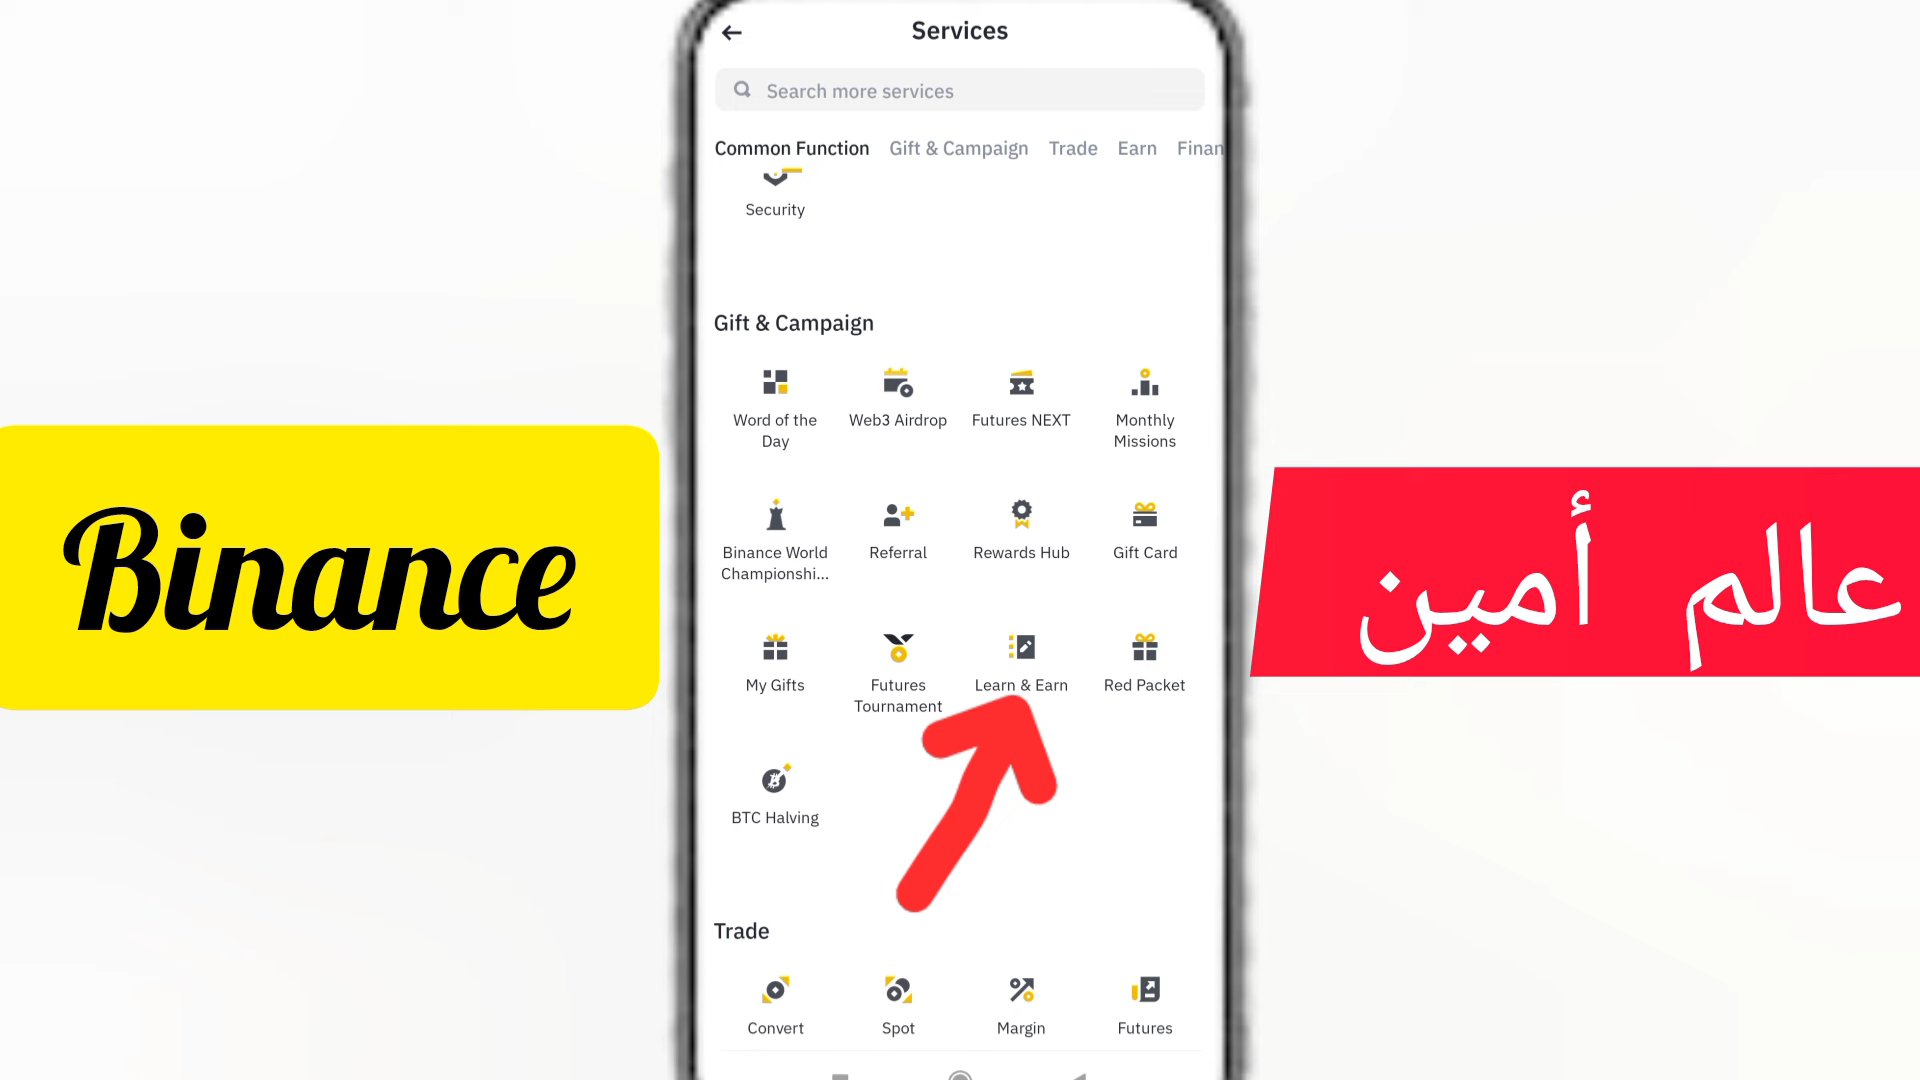 Services
Search more services
Common Function Gift & Campaign Trade Earn Finan
Security
Gift & Campaign
Word of the Day
Web3 Airdrop
Futures NEXT
Monthly Missions
Binance World Championshi...
Referral
Rewards Hub
Gift Card
My Gifts
Futures Tournament
Learn & Earn
Red Packet
BTC Halving
Trade
Convert
Spot
Margin
Futures
Binance
عالم أمين